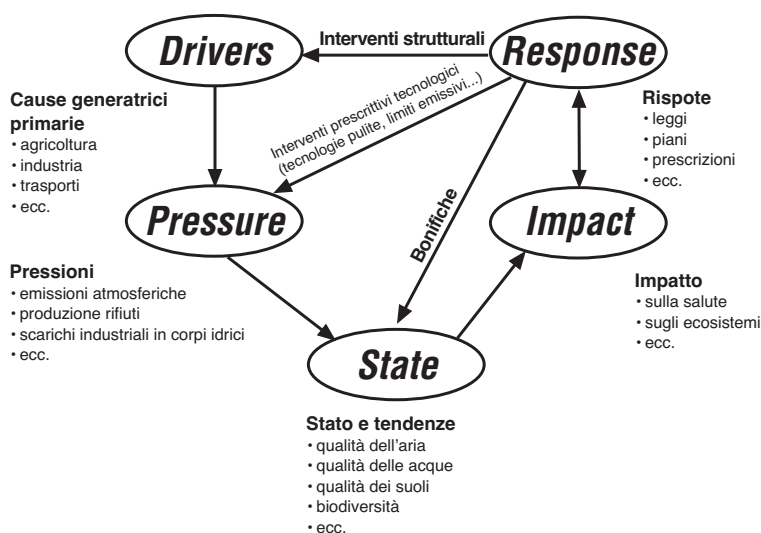 Drivers
Interventi strutturali
Response
Cause generatrici
primarie
• agricoltura
• industria
• trasporti
• ecc.
Interventi prescrittivi tecnologici
(tecnologie pulite, limiti emissivi...)
Rispote
• leggi
• piani
• prescrizioni
• ecc.
Pressure
Bonifiche
Impact
Pressioni
• emissioni atmosferiche
• produzione rifiuti
• scarichi industriali in corpi idrici
• ecc.
Impatto
• sulla salute
• sugli ecosistemi
• ecc.
State
Stato e tendenze
• qualità dell'aria
• qualità delle acque
• qualità dei suoli
• biodiversità
• ecc.